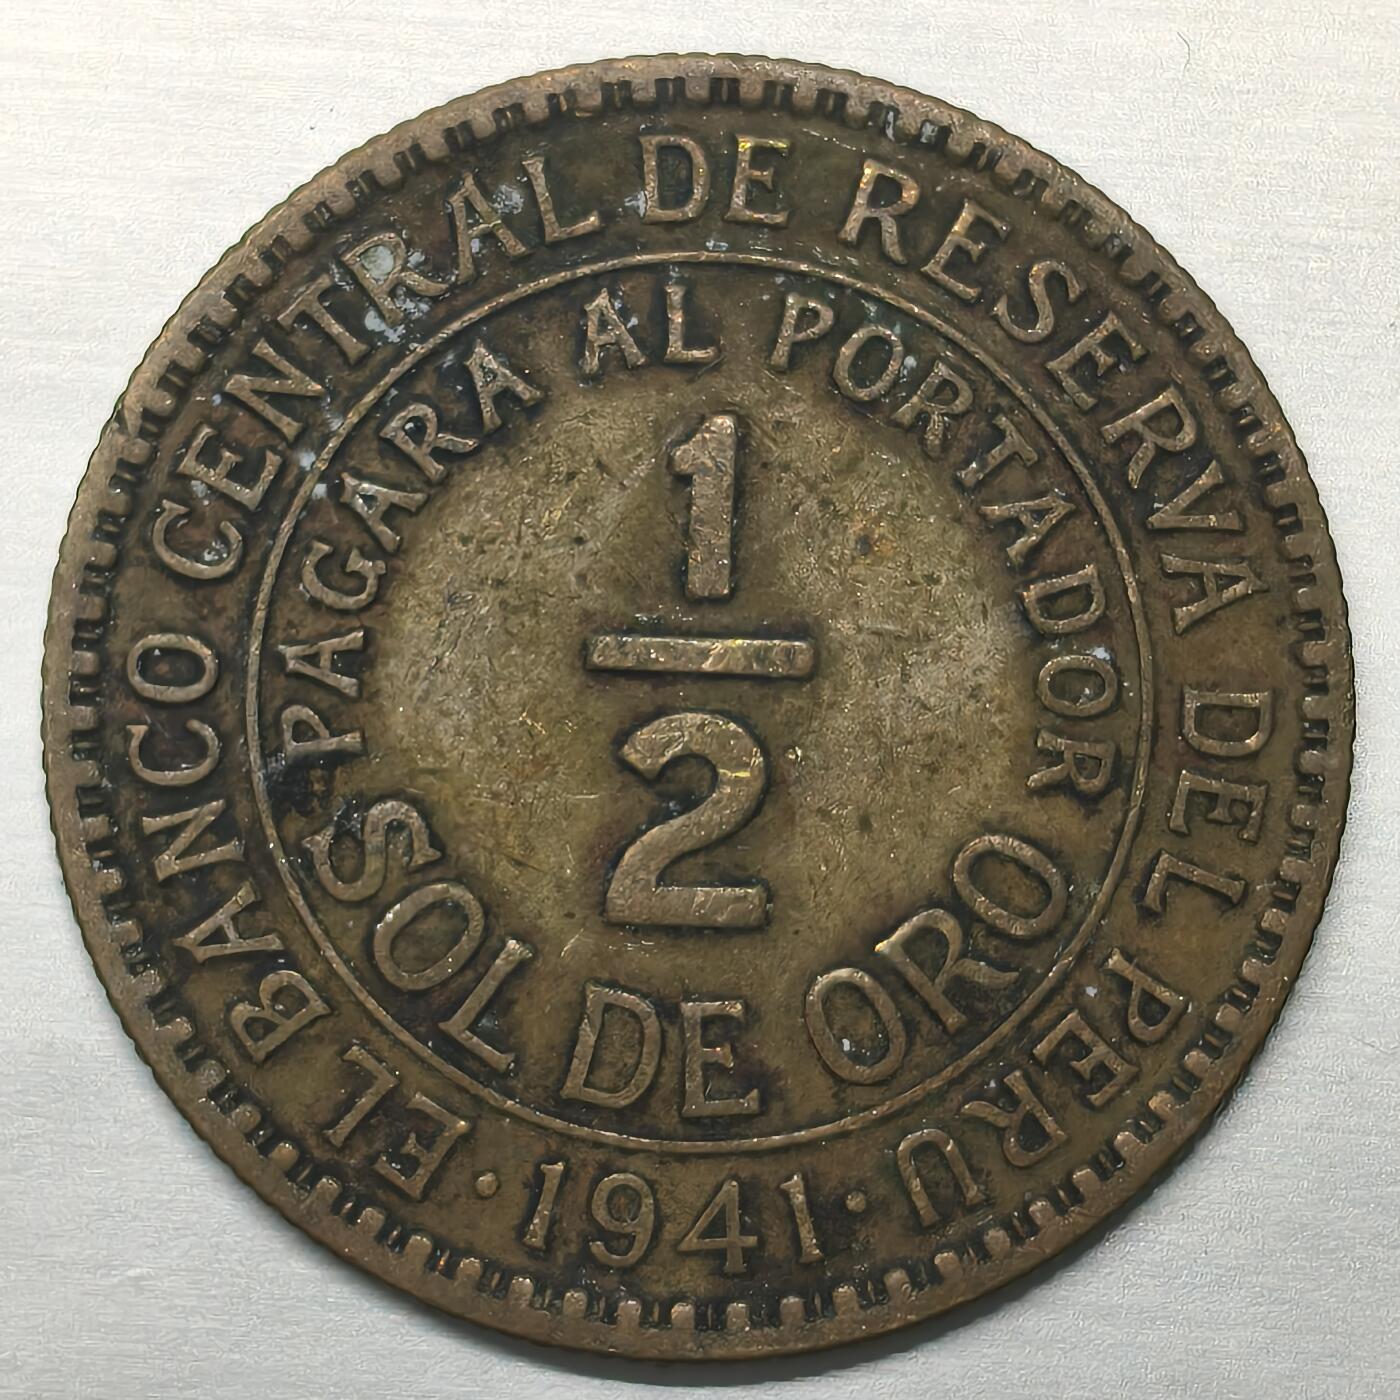 EL BANCO CENTRAL DE RESERVA DEL PERU
PAGARA AL PORTADOR
1
2
SOL DE ORO
· 1941 ·